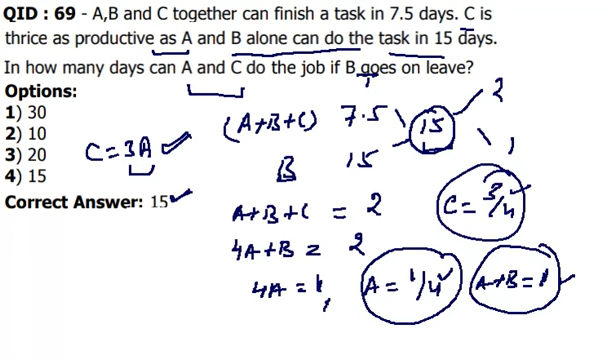 QID : 69 - A,B and C together can finish a task in 7.5 days. C is
thrice as productive as A and B alone can do the task in 15 days.
In how many days can A and C do the job if B goes on leave?
Options:
1) 30
2) 10
3) 20
4) 15
Correct Answer: 15
C = 3A
(A+B+C) 7.5 15 2
B 15 1
A+B+C = 2
4A+B = 2
4A = 1,
A = 1/4
C = 3/4
A+B = 1